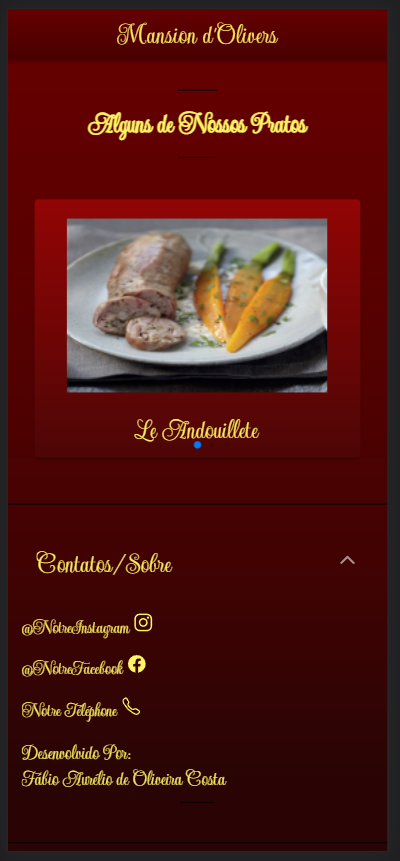 Mansion d'Olivers
Alguns de Nossos Pratos
Le Andouillete
Contatos/Sobre
@NotreInstagram
@NotreFacebook
Notre Téléphone
Desenvolvido Por:
Fábio Aurélio de Oliveira Costa